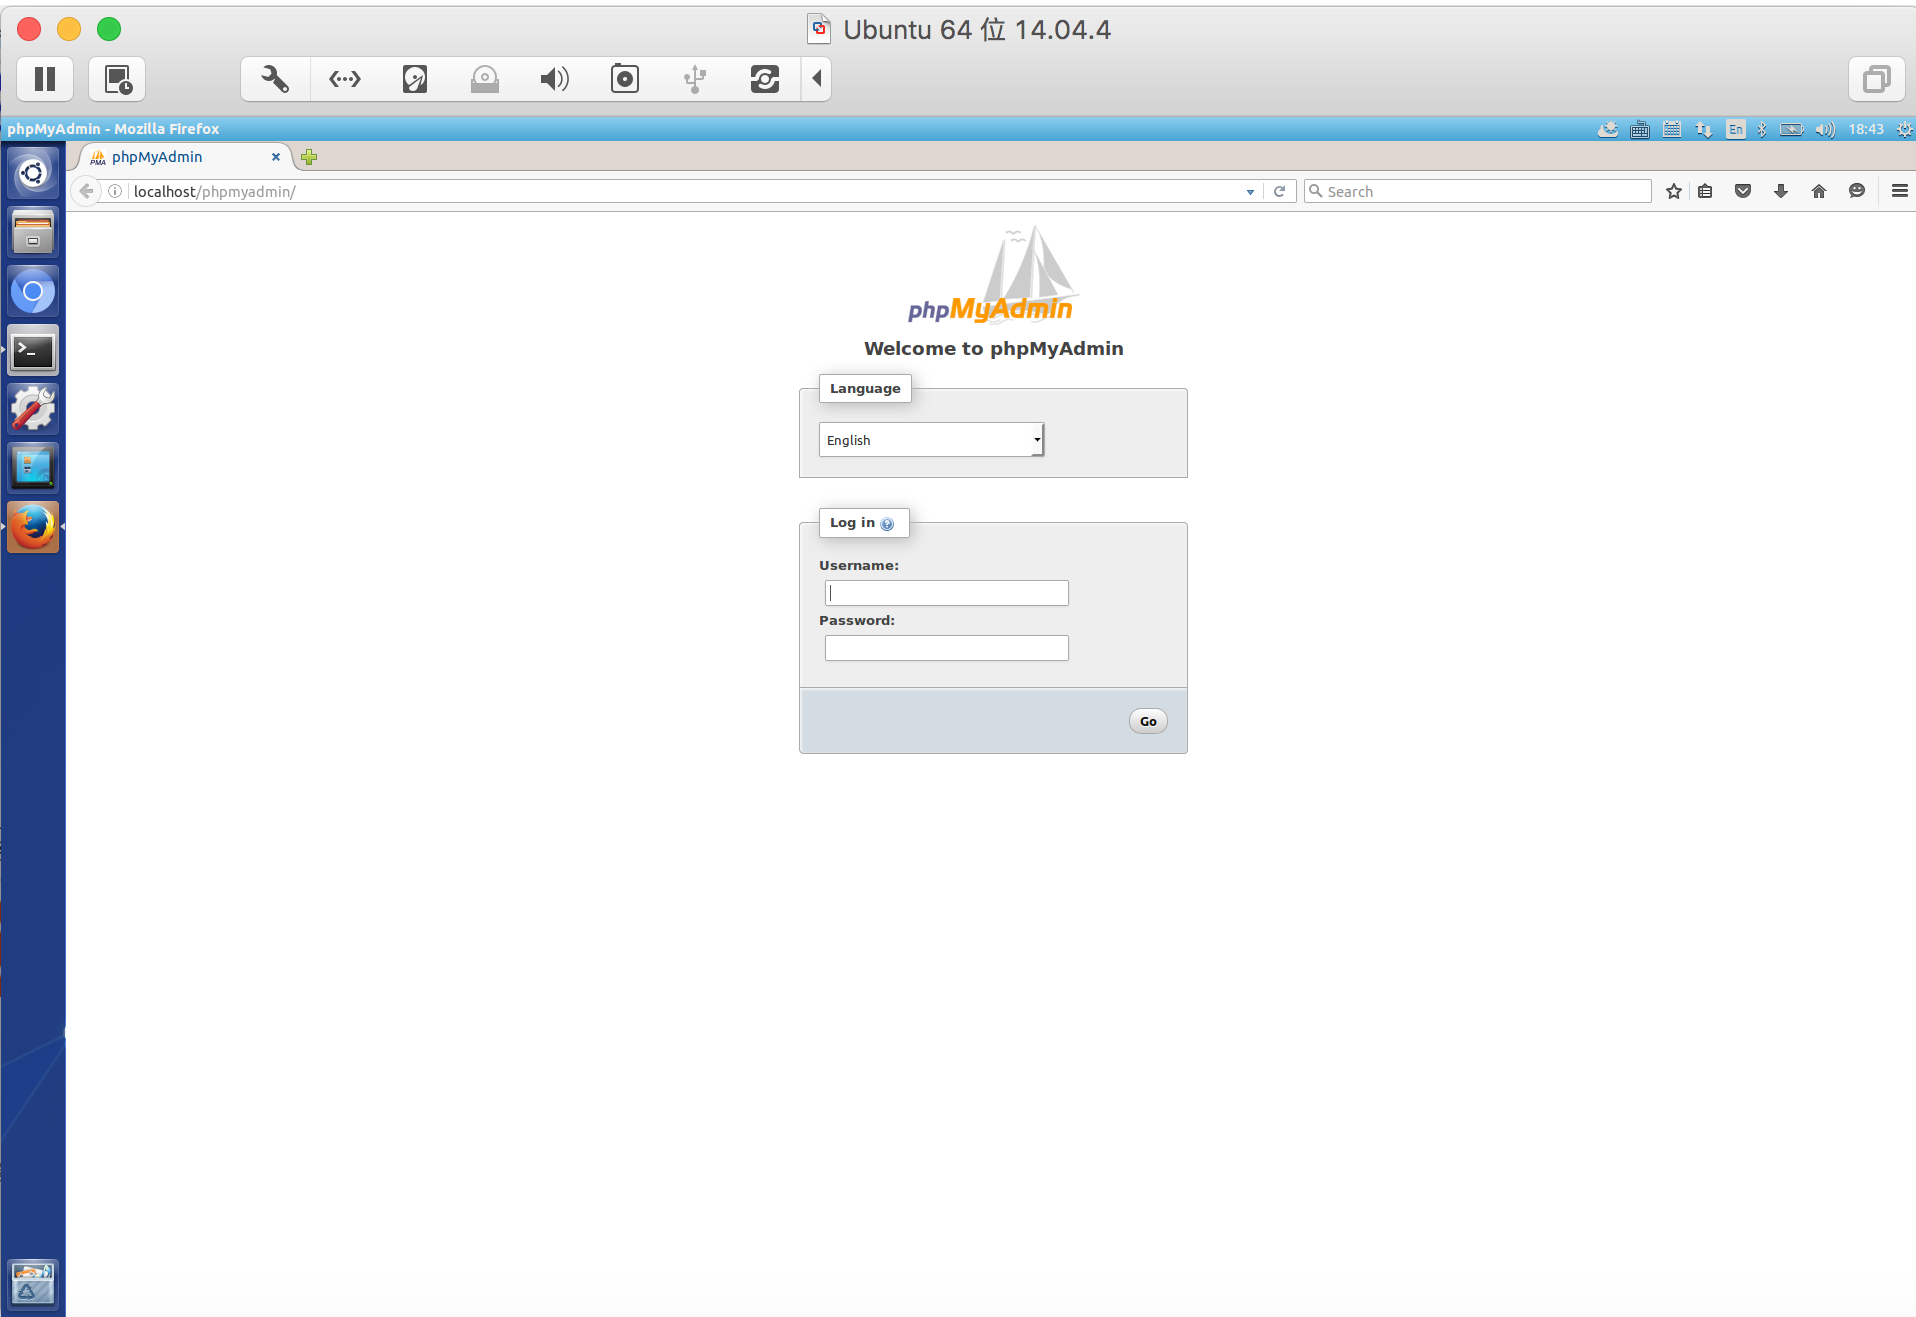 Ubuntu 64 位 14.04.4
phpMyAdmin - Mozilla Firefox
En
18:43
PMA
phpMyAdmin
localhost/phpmyadmin/
Search
phpMyAdmin
Welcome to phpMyAdmin
Language
English
Log in
Username:
Password:
Go